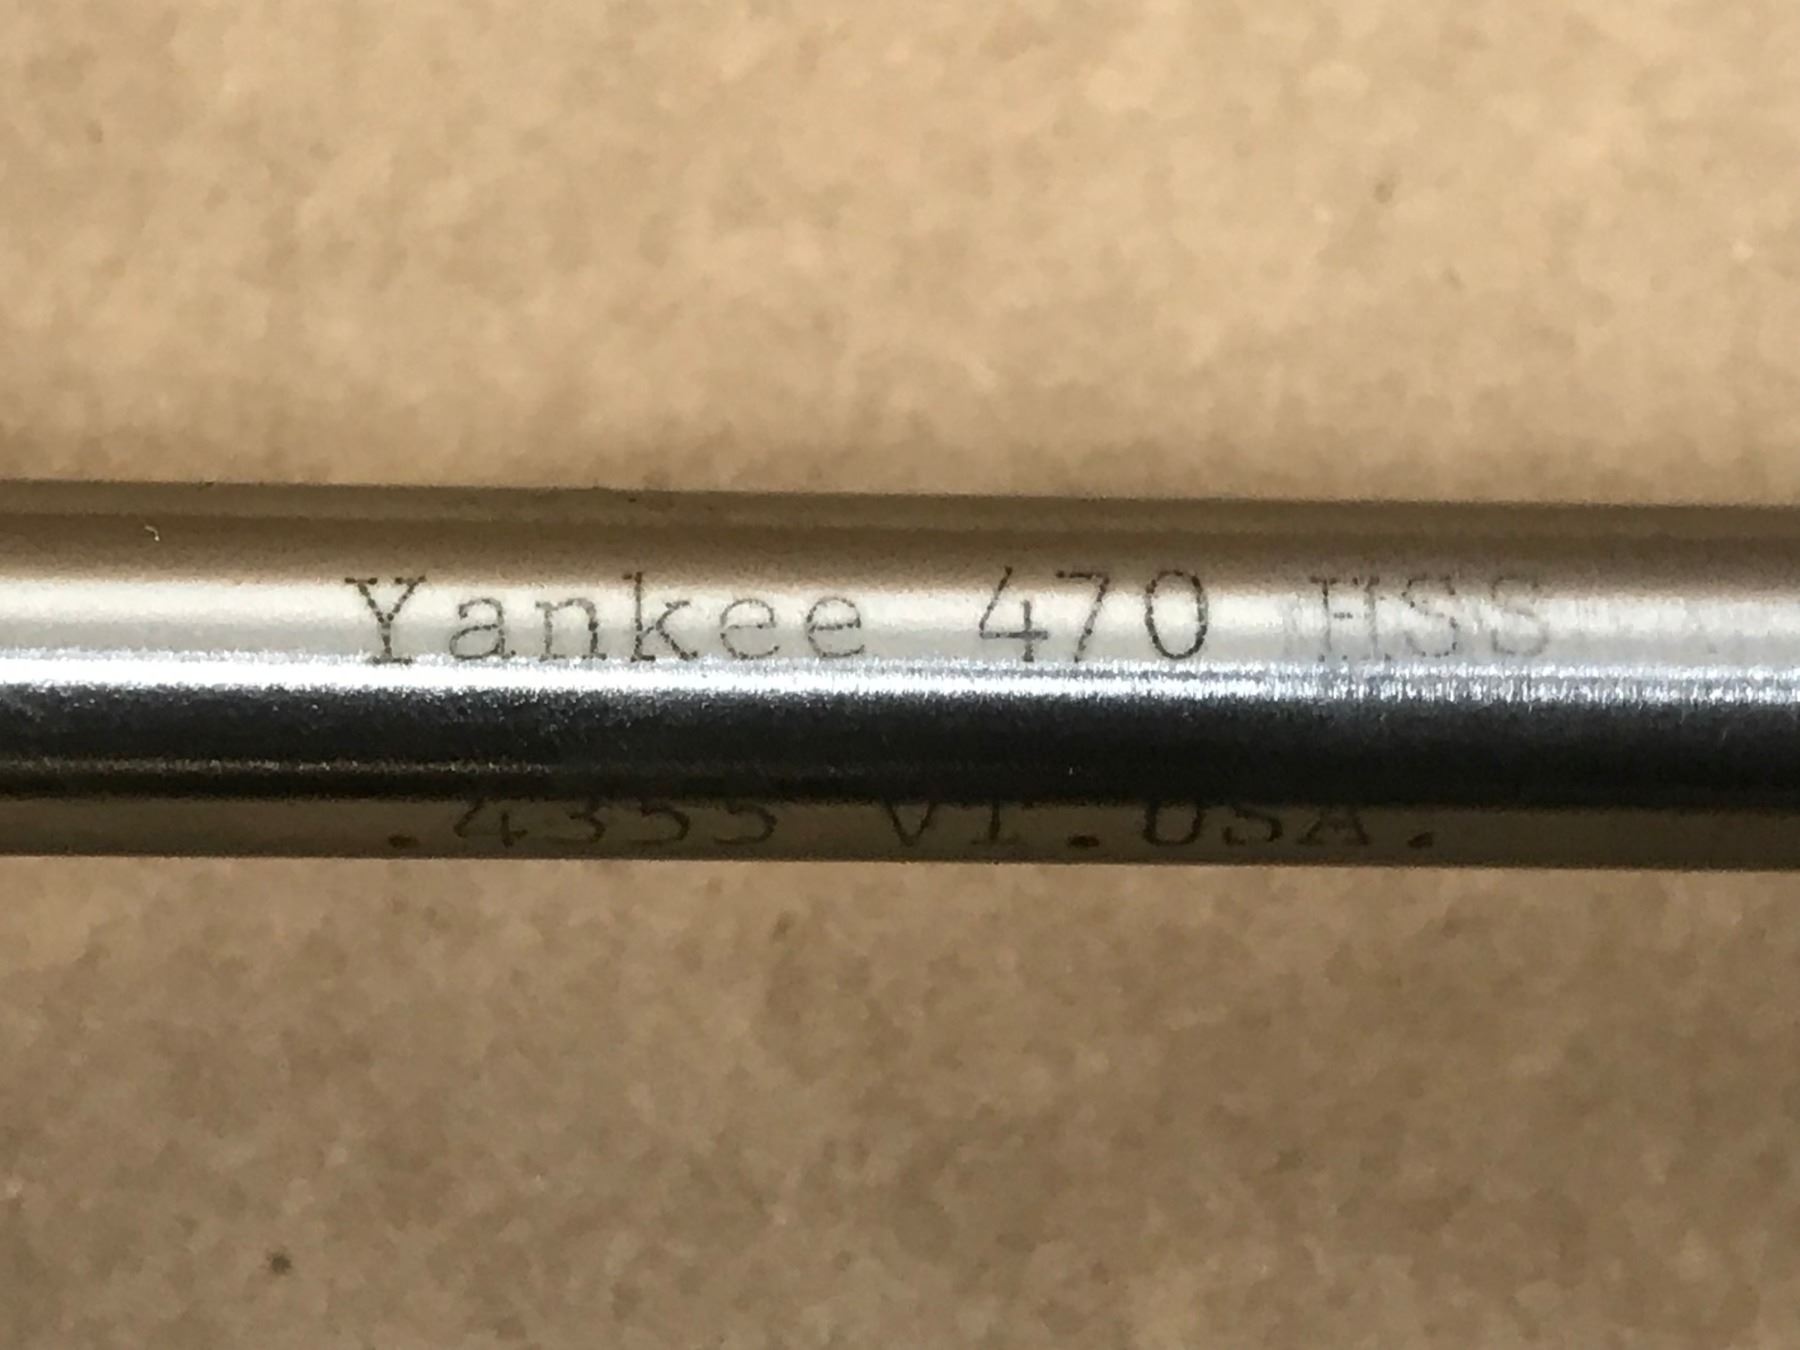 Yankee 470 HSS
.4355 VT. USA.